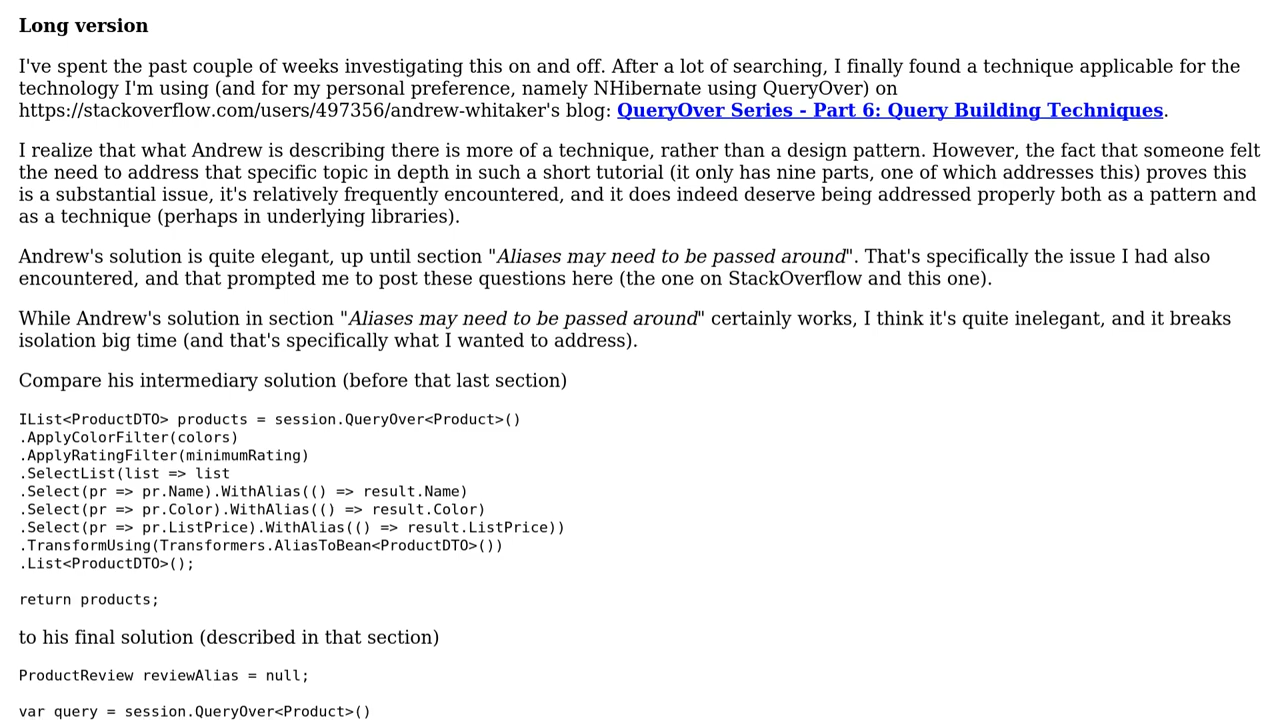 Long version
I've spent the past couple of weeks investigating this on and off. After a lot of searching, I finally found a technique applicable for the
technology I'm using (and for my personal preference, namely NHibernate using QueryOver) on
https://stackoverflow.com/users/497356/andrew-whitaker's blog: QueryOver Series - Part 6: Query Building Techniques.
I realize that what Andrew is describing there is more of a technique, rather than a design pattern. However, the fact that someone felt
the need to address that specific topic in depth in such a short tutorial (it only has nine parts, one of which addresses this) proves this
is a substantial issue, it's relatively frequently encountered, and it does indeed deserve being addressed properly both as a pattern and
as a technique (perhaps in underlying libraries).
Andrew's solution is quite elegant, up until section "Aliases may need to be passed around". That's specifically the issue I had also
encountered, and that prompted me to post these questions here (the one on StackOverflow and this one).
While Andrew's solution in section "Aliases may need to be passed around" certainly works, I think it's quite inelegant, and it breaks
isolation big time (and that's specifically what I wanted to address).
Compare his intermediary solution (before that last section)
IList<ProductDTO> products = session.QueryOver<Product>()
.ApplyColorFilter(colors)
.ApplyRatingFilter(minimumRating)
.SelectList(list => list
.Select(pr => pr.Name).WithAlias(() => result.Name)
.Select(pr => pr.Color).WithAlias(() => result.Color)
.Select(pr => pr.ListPrice).WithAlias(() => result.ListPrice))
.TransformUsing(Transformers.AliasToBean<ProductDTO>())
.List<ProductDTO>();
return products;
to his final solution (described in that section)
ProductReview reviewAlias = null;
var query = session.QueryOver<Product>()